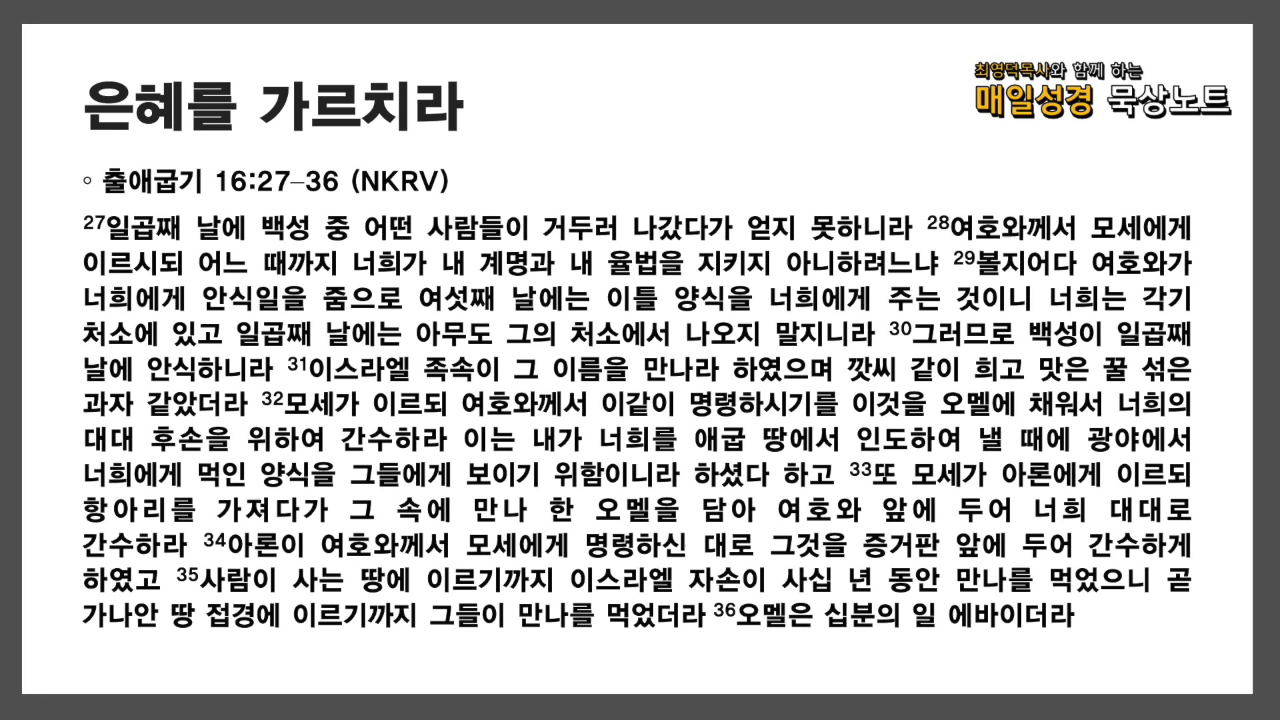 최영덕목사와 함께 하는
매일성경 묵상노트
은혜를 가르치라
◦ 출애굽기 16:27–36 (NKRV)
²⁷일곱째 날에 백성 중 어떤 사람들이 거두러 나갔다가 얻지 못하니라 ²⁸여호와께서 모세에게
이르시되 어느 때까지 너희가 내 계명과 내 율법을 지키지 아니하려느냐 ²⁹볼지어다 여호와가
너희에게 안식일을 줌으로 여섯째 날에는 이틀 양식을 너희에게 주는 것이니 너희는 각기
처소에 있고 일곱째 날에는 아무도 그의 처소에서 나오지 말지니라 ³⁰그러므로 백성이 일곱째
날에 안식하니라 ³¹이스라엘 족속이 그 이름을 만나라 하였으며 깟씨 같이 희고 맛은 꿀 섞은
과자 같았더라 ³²모세가 이르되 여호와께서 이같이 명령하시기를 이것을 오멜에 채워서 너희의
대대 후손을 위하여 간수하라 이는 내가 너희를 애굽 땅에서 인도하여 낼 때에 광야에서
너희에게 먹인 양식을 그들에게 보이기 위함이니라 하셨다 하고 ³³또 모세가 아론에게 이르되
항아리를 가져다가 그 속에 만나 한 오멜을 담아 여호와 앞에 두어 너희 대대로
간수하라 ³⁴아론이 여호와께서 모세에게 명령하신 대로 그것을 증거판 앞에 두어 간수하게
하였고 ³⁵사람이 사는 땅에 이르기까지 이스라엘 자손이 사십 년 동안 만나를 먹었으니 곧
가나안 땅 접경에 이르기까지 그들이 만나를 먹었더라 ³⁶오멜은 십분의 일 에바이더라